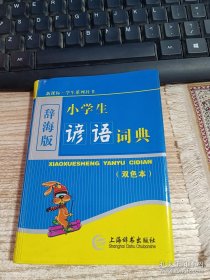 新课标·学生系列丛书
辞海版
小学生
谚语词典
XIAOXUESHENG YANYU CIDIAN
（双色本）
上海辞书出版社
Shanghai Cishu Chubanshe